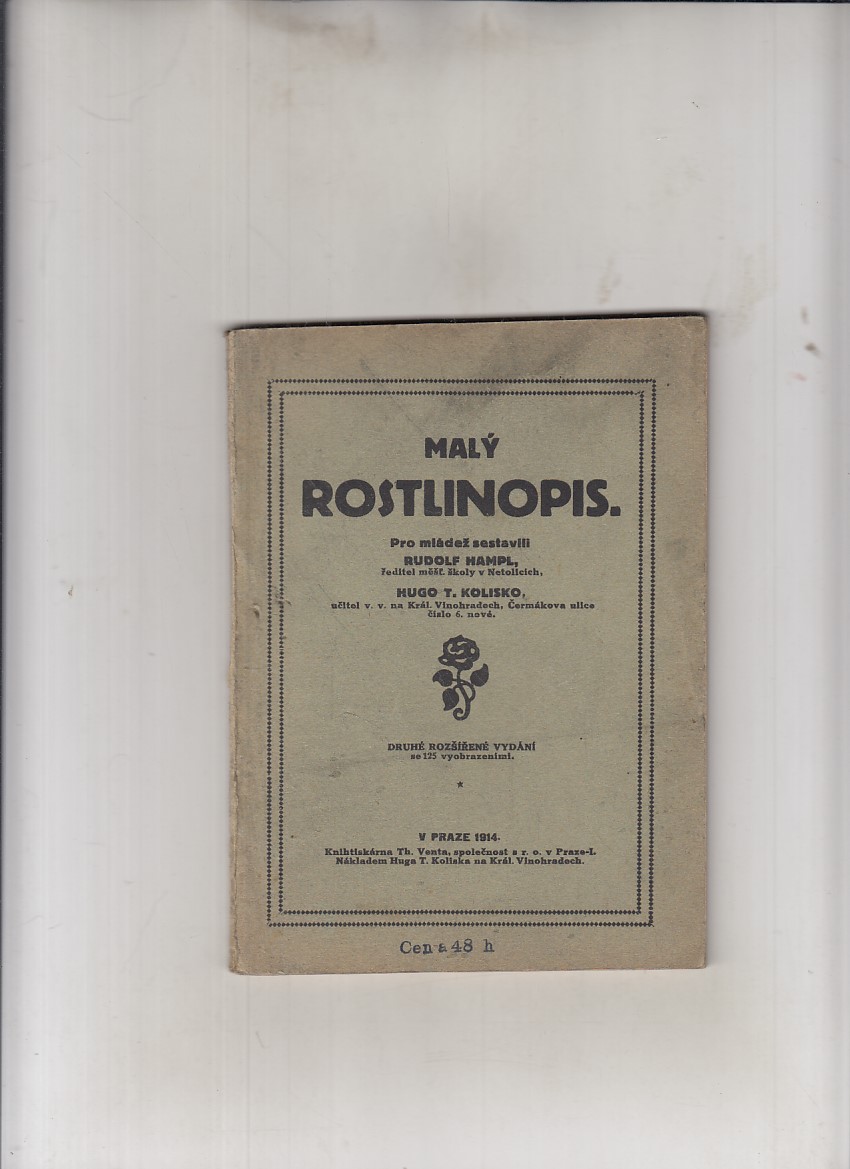 MALÝ
ROSTLINOPIS.
Pro mládež sestavili
RUDOLF HAMPL,
ředitel měšť. školy v Netolicích,
HUGO T. KOLISKO,
učitel v. v. na Král. Vinohradech, Čermákova ulice
číslo 6. nové.
DRUHÉ ROZŠÍŘENÉ VYDÁNÍ
se 125 vyobrazeními.
*
V PRAZE 1914.
Knihtiskárna Th. Venta, společnost s r. o. v Praze-I.
Nákladem Huga T. Koliska na Král. Vinohradech.
Cena 48 h